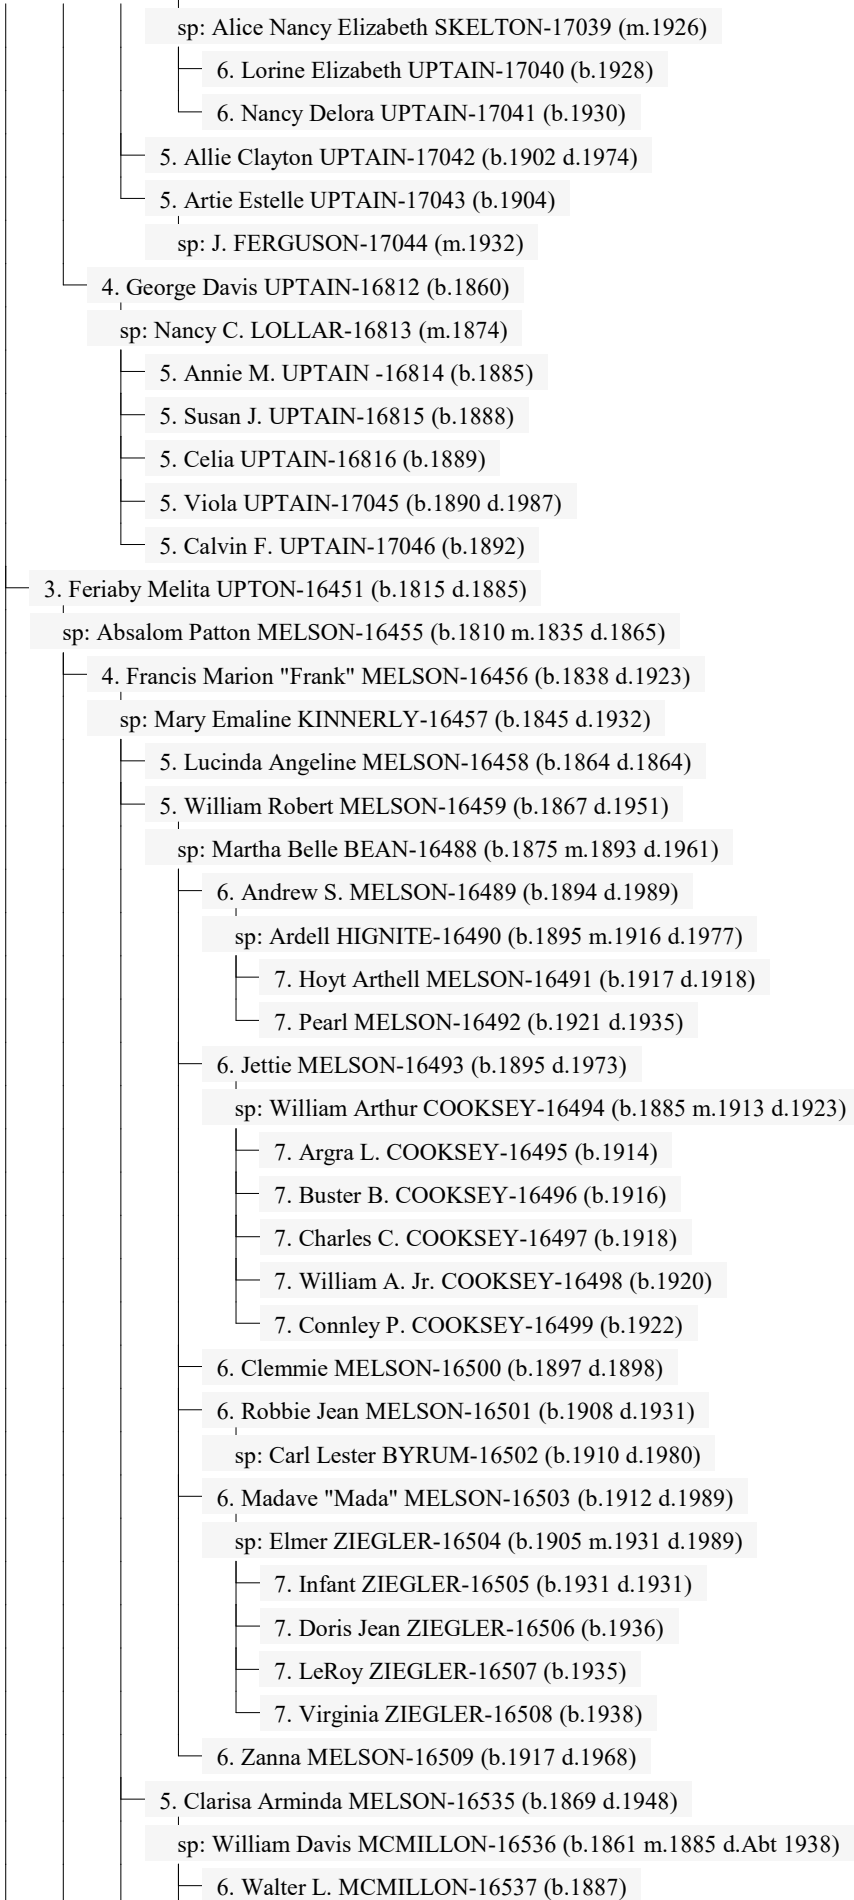 sp: Alice Nancy Elizabeth SKELTON-17039 (m.1926)
6. Lorine Elizabeth UPTAIN-17040 (b.1928)
6. Nancy Delora UPTAIN-17041 (b.1930)
5. Allie Clayton UPTAIN-17042 (b.1902 d.1974)
5. Artie Estelle UPTAIN-17043 (b.1904)
sp: J. FERGUSON-17044 (m.1932)
4. George Davis UPTAIN-16812 (b.1860)
sp: Nancy C. LOLLAR-16813 (m.1874)
5. Annie M. UPTAIN -16814 (b.1885)
5. Susan J. UPTAIN-16815 (b.1888)
5. Celia UPTAIN-16816 (b.1889)
5. Viola UPTAIN-17045 (b.1890 d.1987)
5. Calvin F. UPTAIN-17046 (b.1892)
3. Feriaby Melita UPTON-16451 (b.1815 d.1885)
sp: Absalom Patton MELSON-16455 (b.1810 m.1835 d.1865)
4. Francis Marion "Frank" MELSON-16456 (b.1838 d.1923)
sp: Mary Emaline KINNERLY-16457 (b.1845 d.1932)
5. Lucinda Angeline MELSON-16458 (b.1864 d.1864)
5. William Robert MELSON-16459 (b.1867 d.1951)
sp: Martha Belle BEAN-16488 (b.1875 m.1893 d.1961)
6. Andrew S. MELSON-16489 (b.1894 d.1989)
sp: Ardell HIGNITE-16490 (b.1895 m.1916 d.1977)
7. Hoyt Arthell MELSON-16491 (b.1917 d.1918)
7. Pearl MELSON-16492 (b.1921 d.1935)
6. Jettie MELSON-16493 (b.1895 d.1973)
sp: William Arthur COOKSEY-16494 (b.1885 m.1913 d.1923)
7. Argra L. COOKSEY-16495 (b.1914)
7. Buster B. COOKSEY-16496 (b.1916)
7. Charles C. COOKSEY-16497 (b.1918)
7. William A. Jr. COOKSEY-16498 (b.1920)
7. Connley P. COOKSEY-16499 (b.1922)
6. Clemmie MELSON-16500 (b.1897 d.1898)
6. Robbie Jean MELSON-16501 (b.1908 d.1931)
sp: Carl Lester BYRUM-16502 (b.1910 d.1980)
6. Madave "Mada" MELSON-16503 (b.1912 d.1989)
sp: Elmer ZIEGLER-16504 (b.1905 m.1931 d.1989)
7. Infant ZIEGLER-16505 (b.1931 d.1931)
7. Doris Jean ZIEGLER-16506 (b.1936)
7. LeRoy ZIEGLER-16507 (b.1935)
7. Virginia ZIEGLER-16508 (b.1938)
6. Zanna MELSON-16509 (b.1917 d.1968)
5. Clarisa Arminda MELSON-16535 (b.1869 d.1948)
sp: William Davis MCMILLON-16536 (b.1861 m.1885 d.Abt 1938)
6. Walter L. MCMILLON-16537 (b.1887)